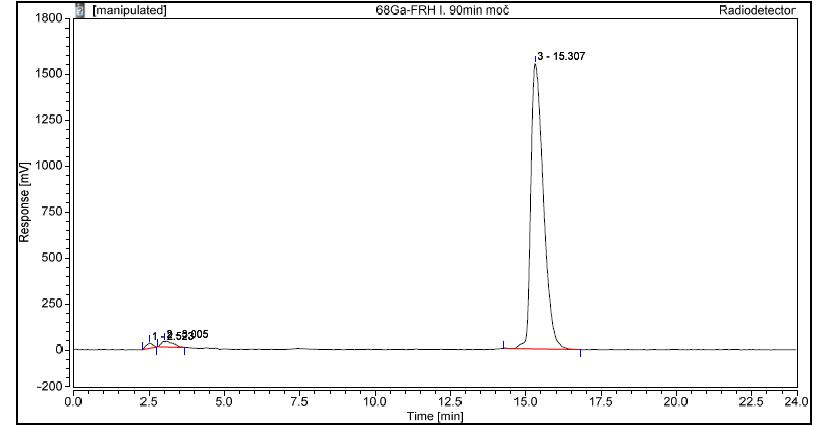 [manipulated] 68Ga-FRH I. 90min moč Radiodetector
1800
1500
1250
1000
750
500
250
0
-200
Response [mV]
1 - 2.523
2 - 3.005
3 - 15.307
0.0 2.5 5.0 7.5 10.0 12.5 15.0 17.5 20.0 22.5 24.0
Time [min]